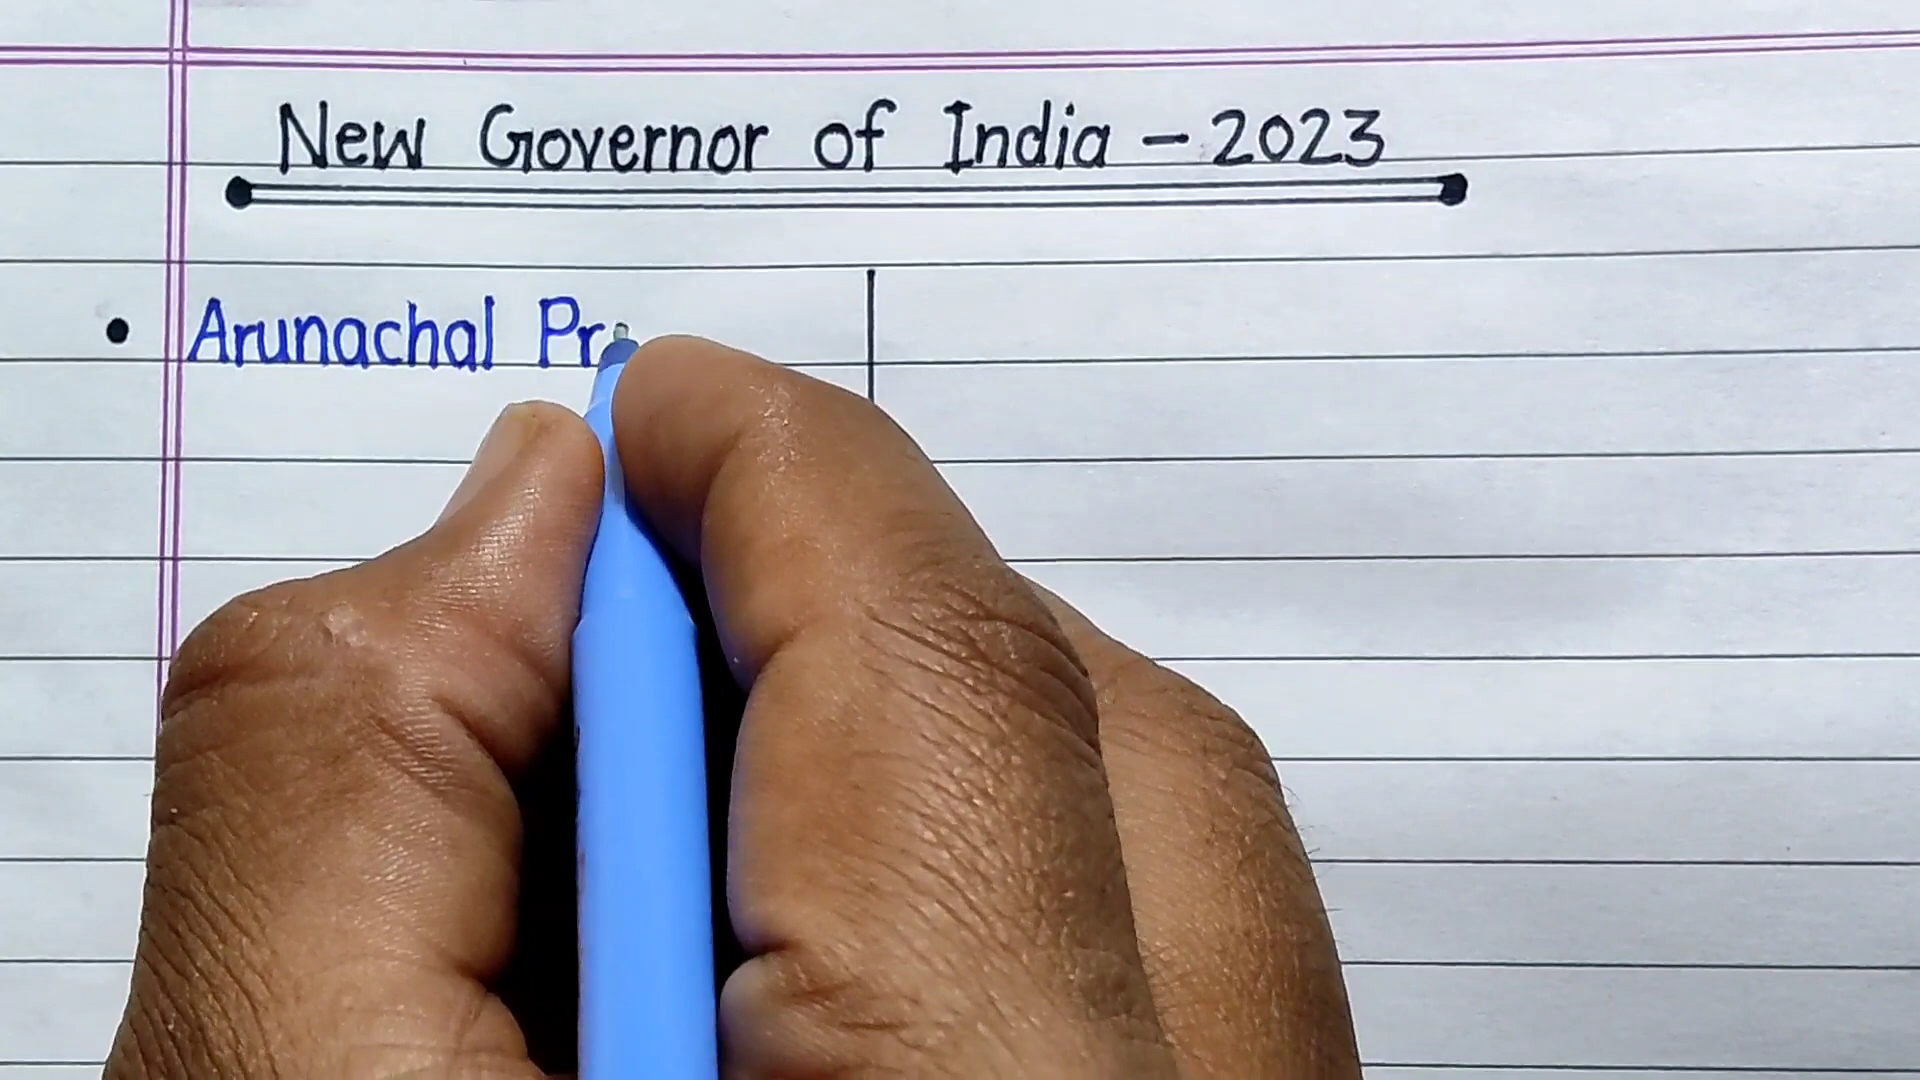 New Governor of India - 2023
• Arunachal Pr